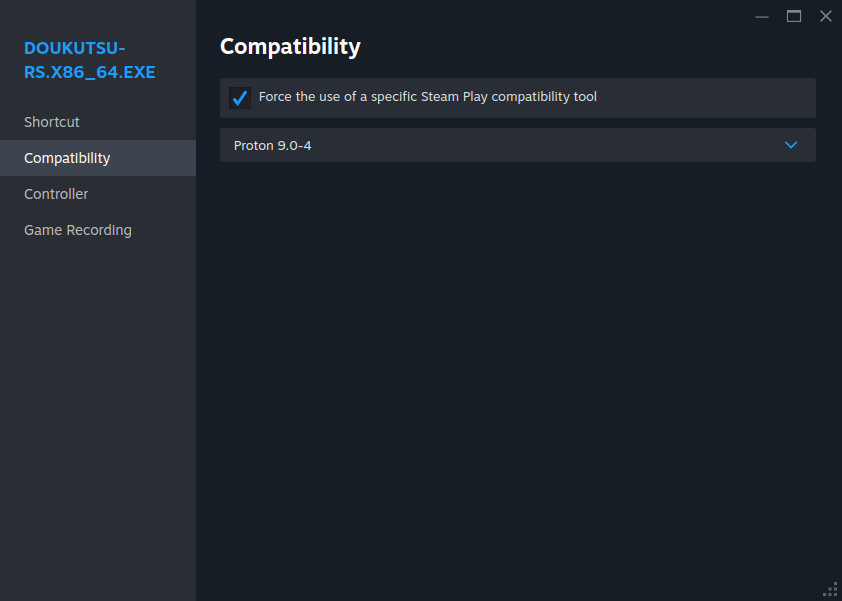 DOUKUTSU-
RS.X86_64.EXE
Shortcut
Compatibility
Controller
Game Recording
Compatibility
Force the use of a specific Steam Play compatibility tool
Proton 9.0-4